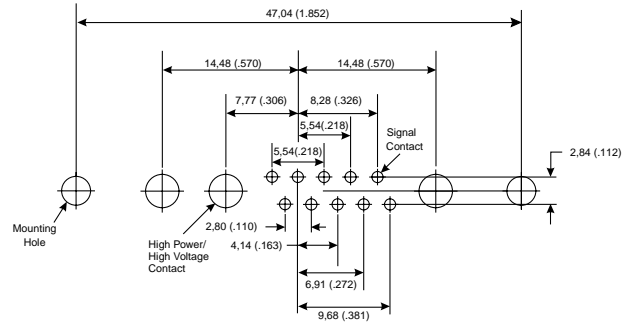 47,04 (1.852)
14,48 (.570)
14,48 (.570)
7,77 (.306)
8,28 (.326)
5,54(.218)
Signal
Contact
5,54(.218)
2,84 (.112)
Mounting
Hole
High Power/
High Voltage
Contact
2,80 (.110)
4,14 (.163)
6,91 (.272)
9,68 (.381)